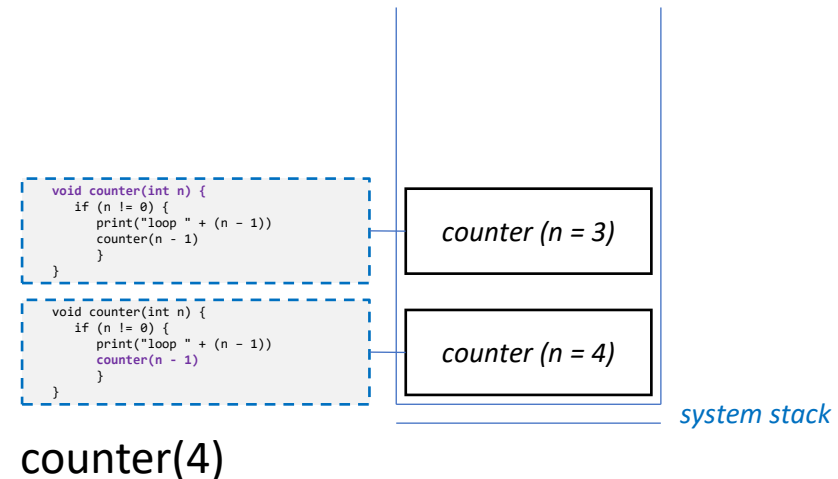 void counter(int n) {
if (n != 0) {
print("loop " + (n – 1))
counter(n - 1)
}
}
counter (n = 3)
void counter(int n) {
if (n != 0) {
print("loop " + (n – 1))
counter(n - 1)
}
}
counter (n = 4)
system stack
counter(4)